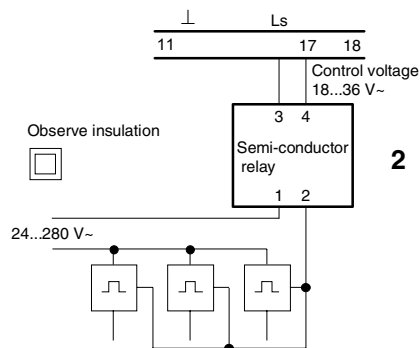 ⊥ Ls
11 17 18
Control voltage
18...36 V~
3 4
Observe insulation
Semi-conductor
relay
2
1 2
24...280 V~